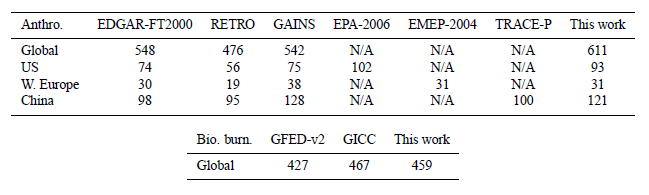 Anthro. EDGAR-FT2000 RETRO GAINS EPA-2006 EMEP-2004 TRACE-P This work
Global 548 476 542 N/A N/A N/A 611
US 74 56 75 102 N/A N/A 93
W. Europe 30 19 38 N/A 31 N/A 31
China 98 95 128 N/A N/A 100 121
Bio. burn. GFED-v2 GICC This work
Global 427 467 459